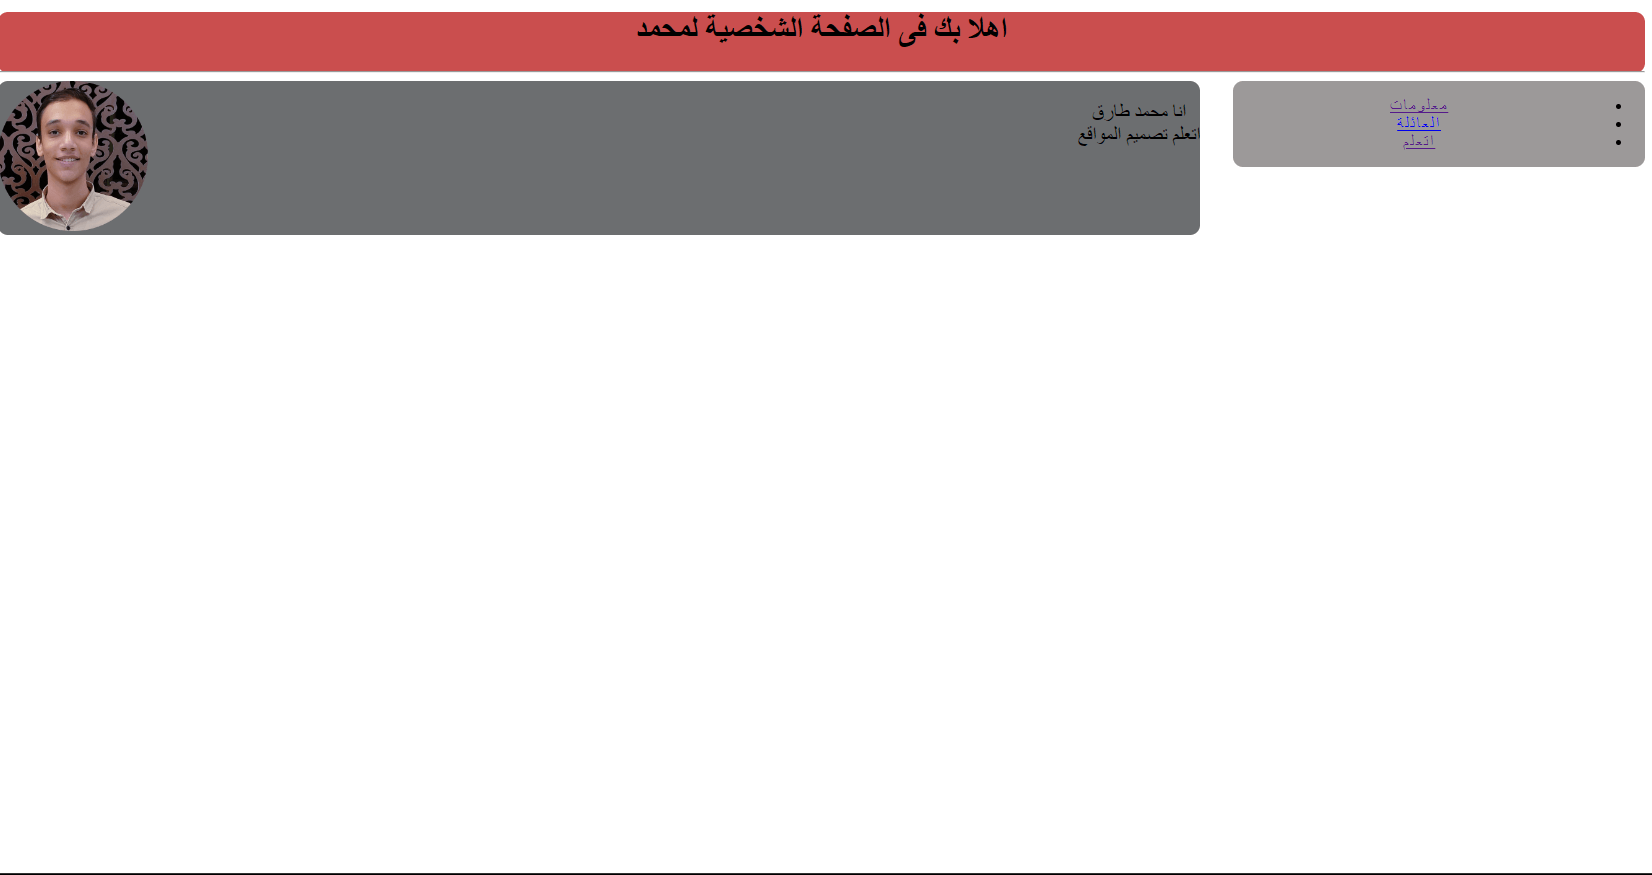 اهلا بك فى الصفحة الشخصية لمحمد
معلومات
العائلة
اتعلم
انا محمد طارق
اتعلم تصميم المواقع